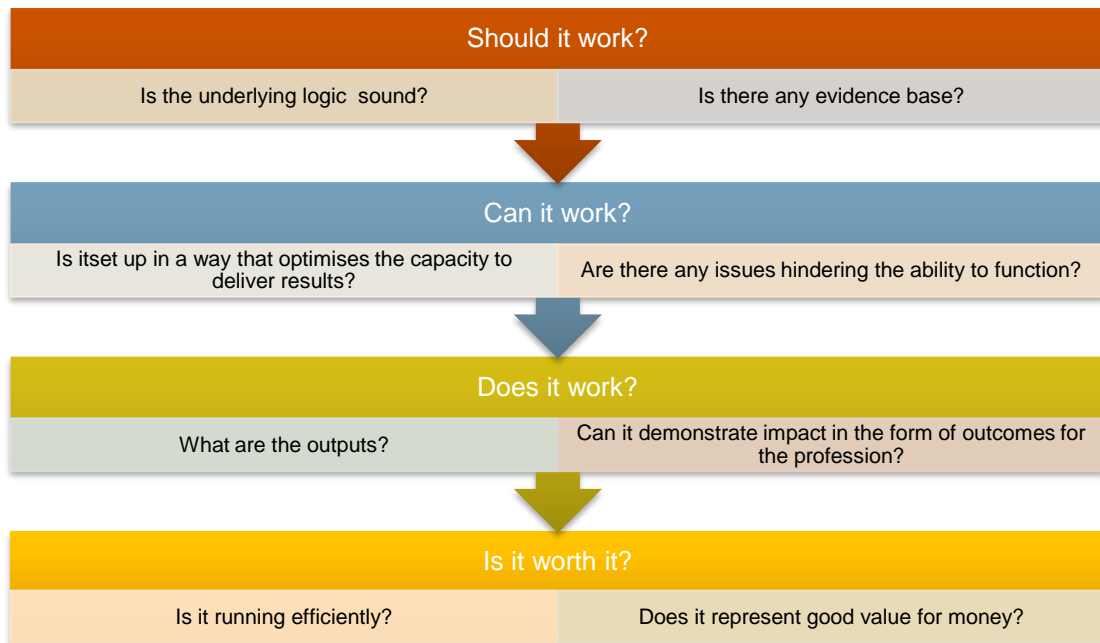 Should it work?
Is the underlying logic sound?
Is there any evidence base?
Can it work?
Is itset up in a way that optimises the capacity to
deliver results?
Are there any issues hindering the ability to function?
Does it work?
What are the outputs?
Can it demonstrate impact in the form of outcomes for
the profession?
Is it worth it?
Is it running efficiently?
Does it represent good value for money?